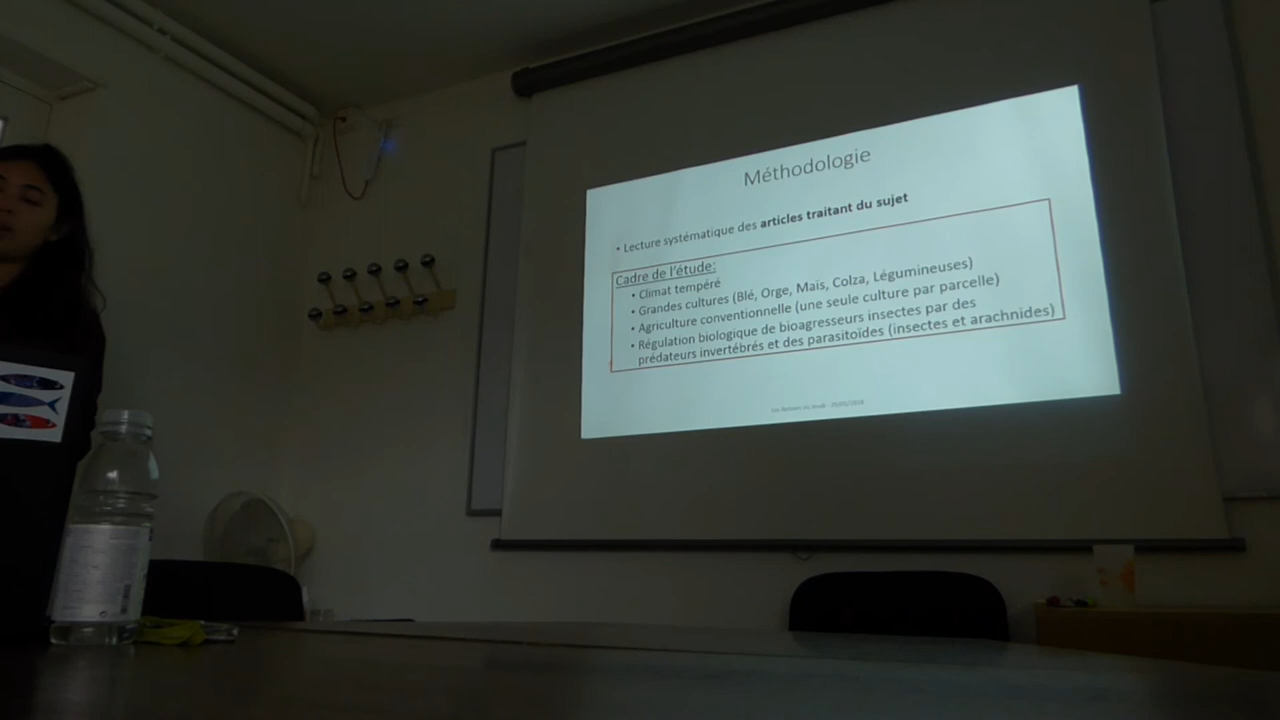 Méthodologie
• Lecture systématique des articles traitant du sujet
Cadre de l'étude:
• Climat tempéré
• Grandes cultures (Blé, Orge, Maïs, Colza, Légumineuses)
• Agriculture conventionnelle (une seule culture par parcelle)
• Régulation biologique de bioagresseurs insectes par des
prédateurs invertébrés et des parasitoïdes (insectes et arachnides)